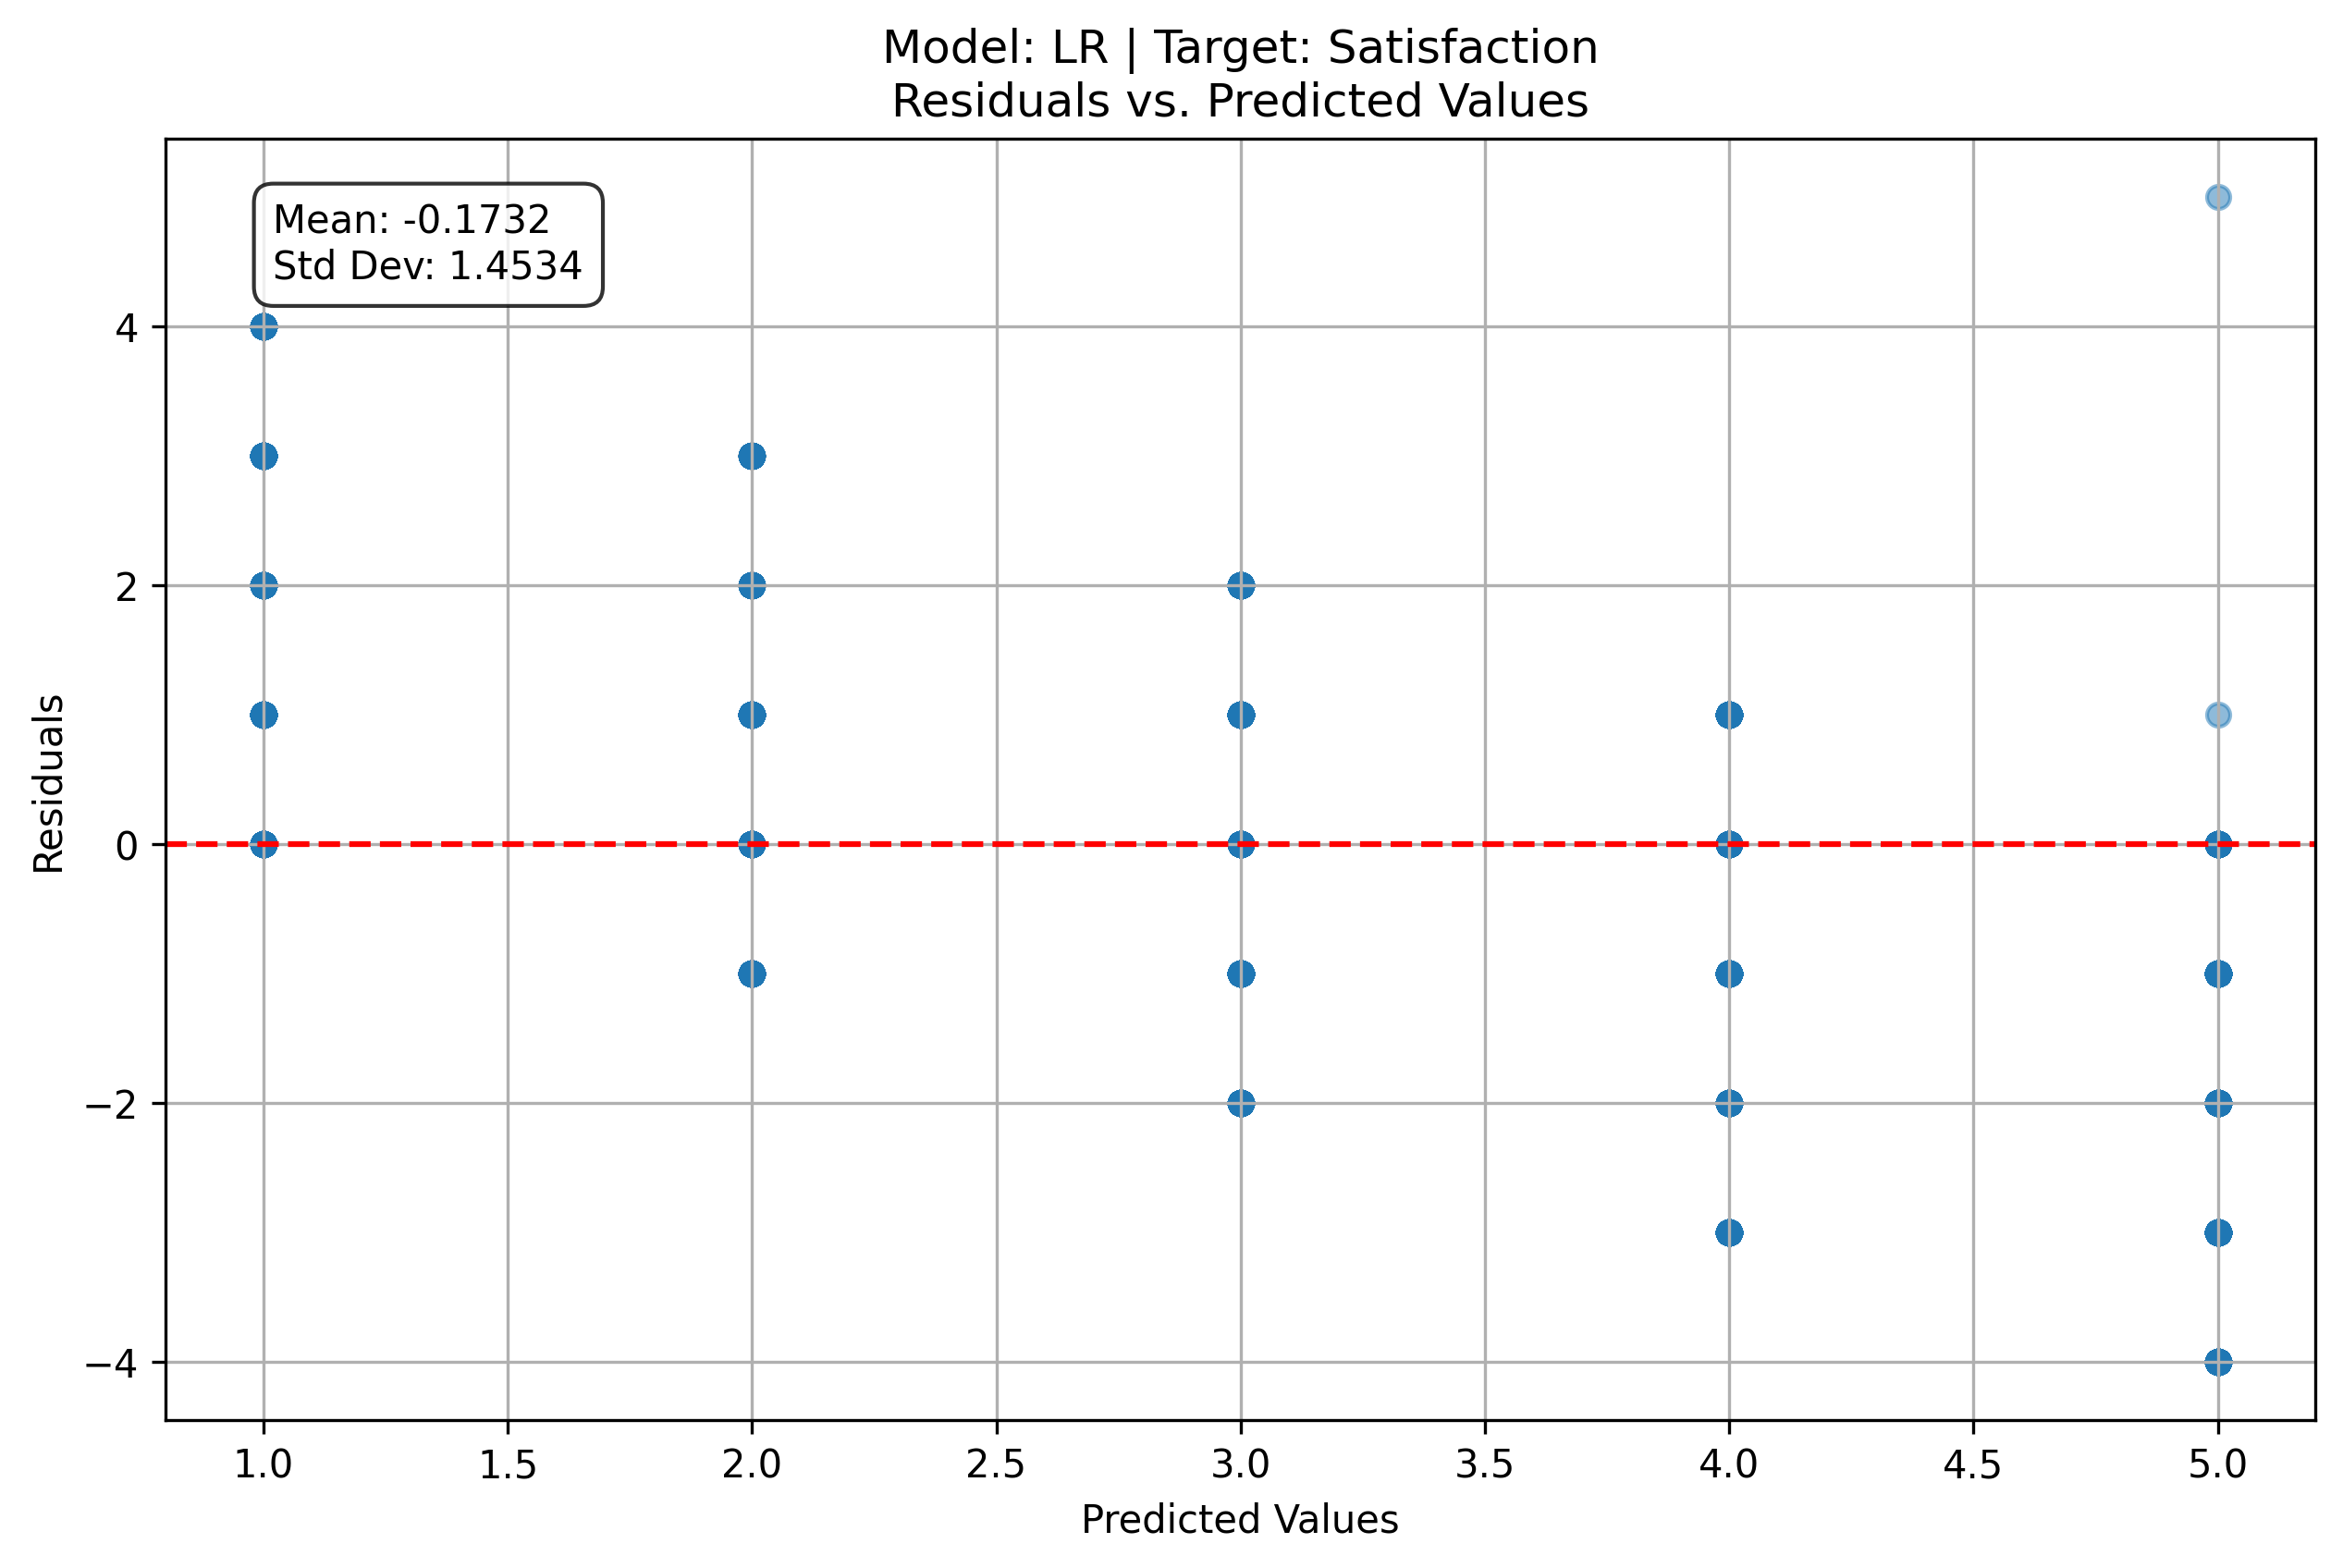 Model: LR | Target: Satisfaction
Residuals vs. Predicted Values
Mean: -0.1732
Std Dev: 1.4534
Residuals
4
2
0
−2
−4
1.0 1.5 2.0 2.5 3.0 3.5 4.0 4.5 5.0
Predicted Values